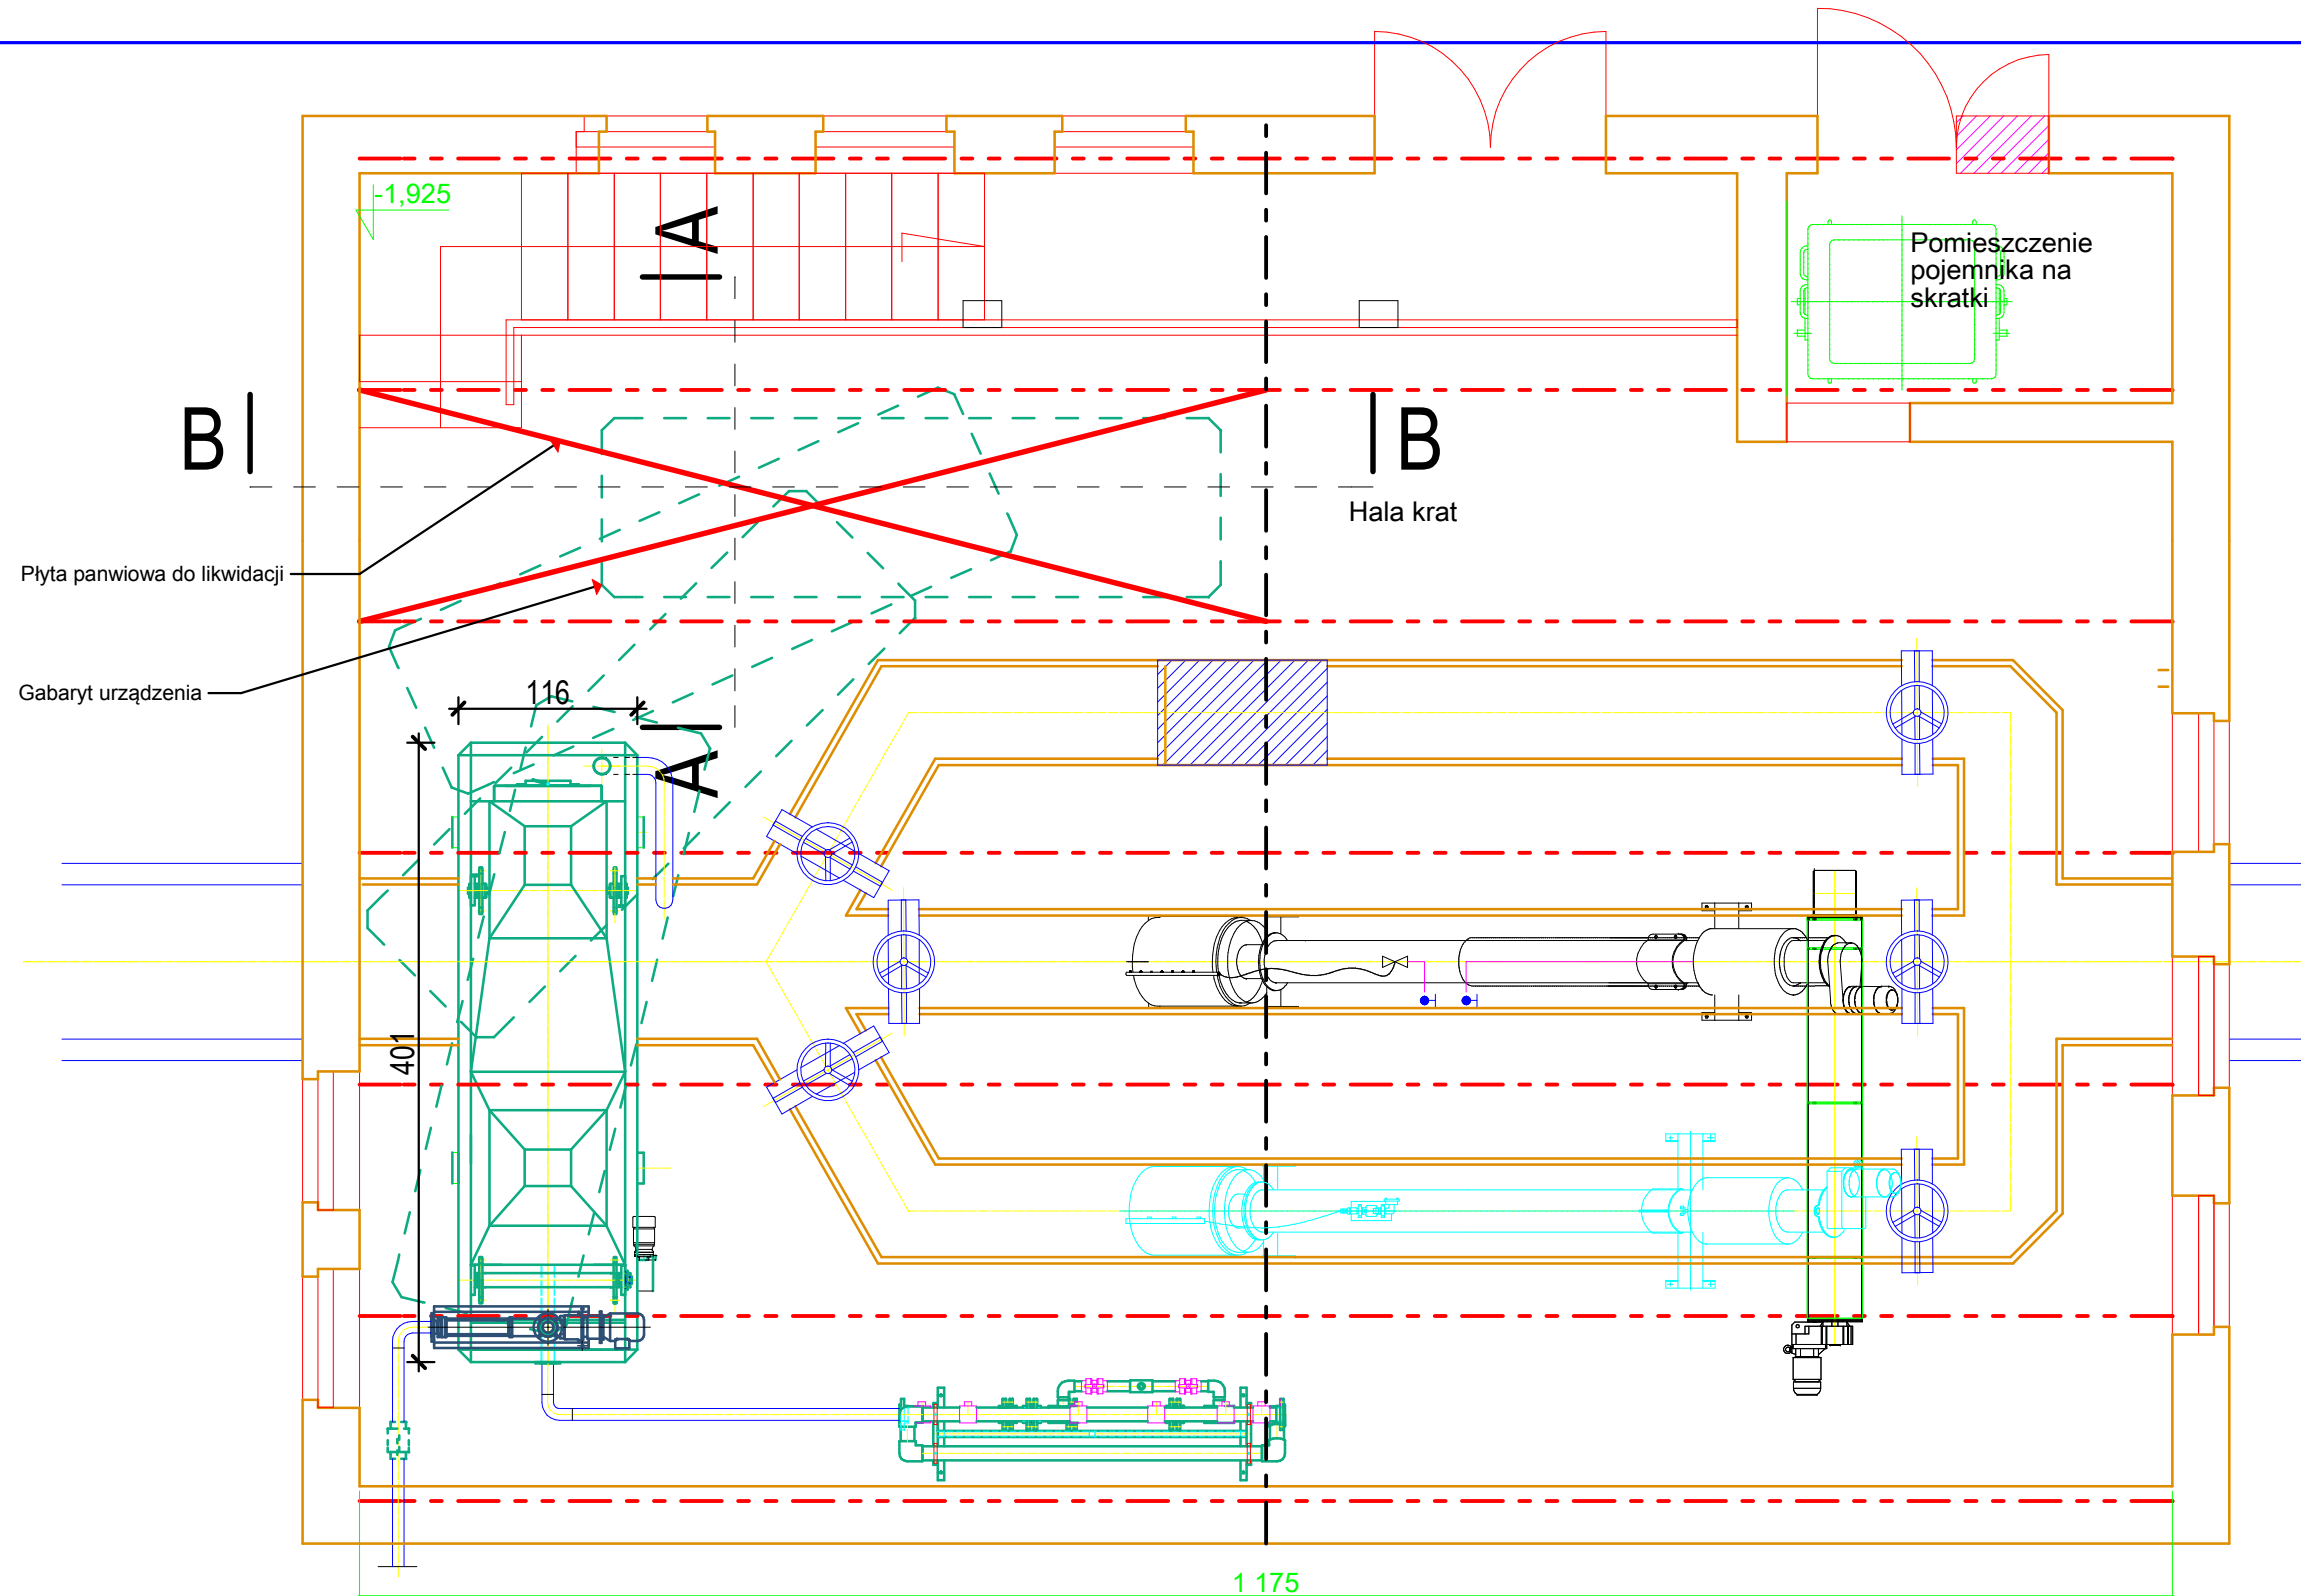 -1,925
A
Pomieszczenie
pojemnika na
skratki
B
B
Hala krat
Płyta panwiowa do likwidacji
Gabaryt urządzenia
116
A
401
1 175